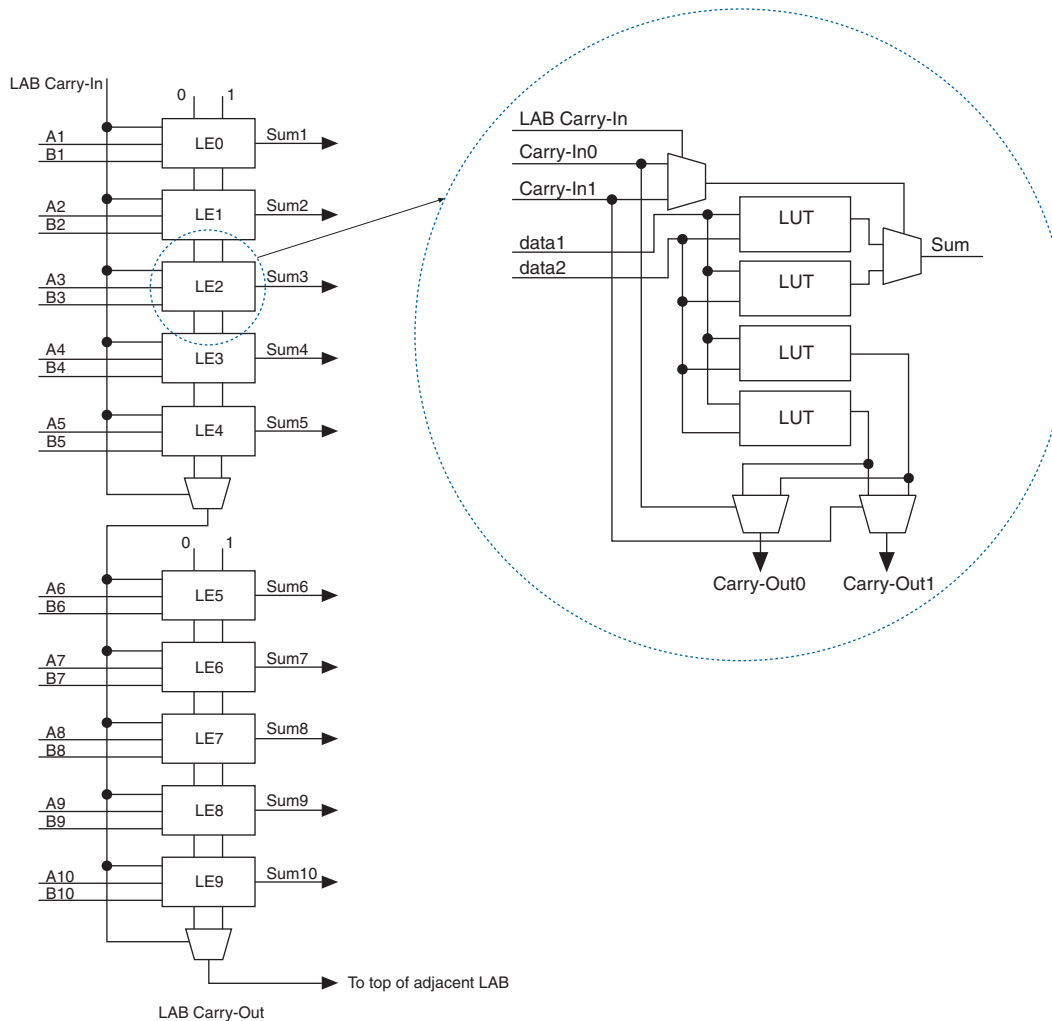 LAB Carry-In
0 1
A1
B1
LE0
Sum1
A2
B2
LE1
Sum2
A3
B3
LE2
Sum3
A4
B4
LE3
Sum4
A5
B5
LE4
Sum5
0 1
A6
B6
LE5
Sum6
A7
B7
LE6
Sum7
A8
B8
LE7
Sum8
A9
B9
LE8
Sum9
A10
B10
LE9
Sum10
To top of adjacent LAB
LAB Carry-Out
LAB Carry-In
Carry-In0
Carry-In1
data1
data2
LUT
LUT
LUT
LUT
Sum
Carry-Out0
Carry-Out1